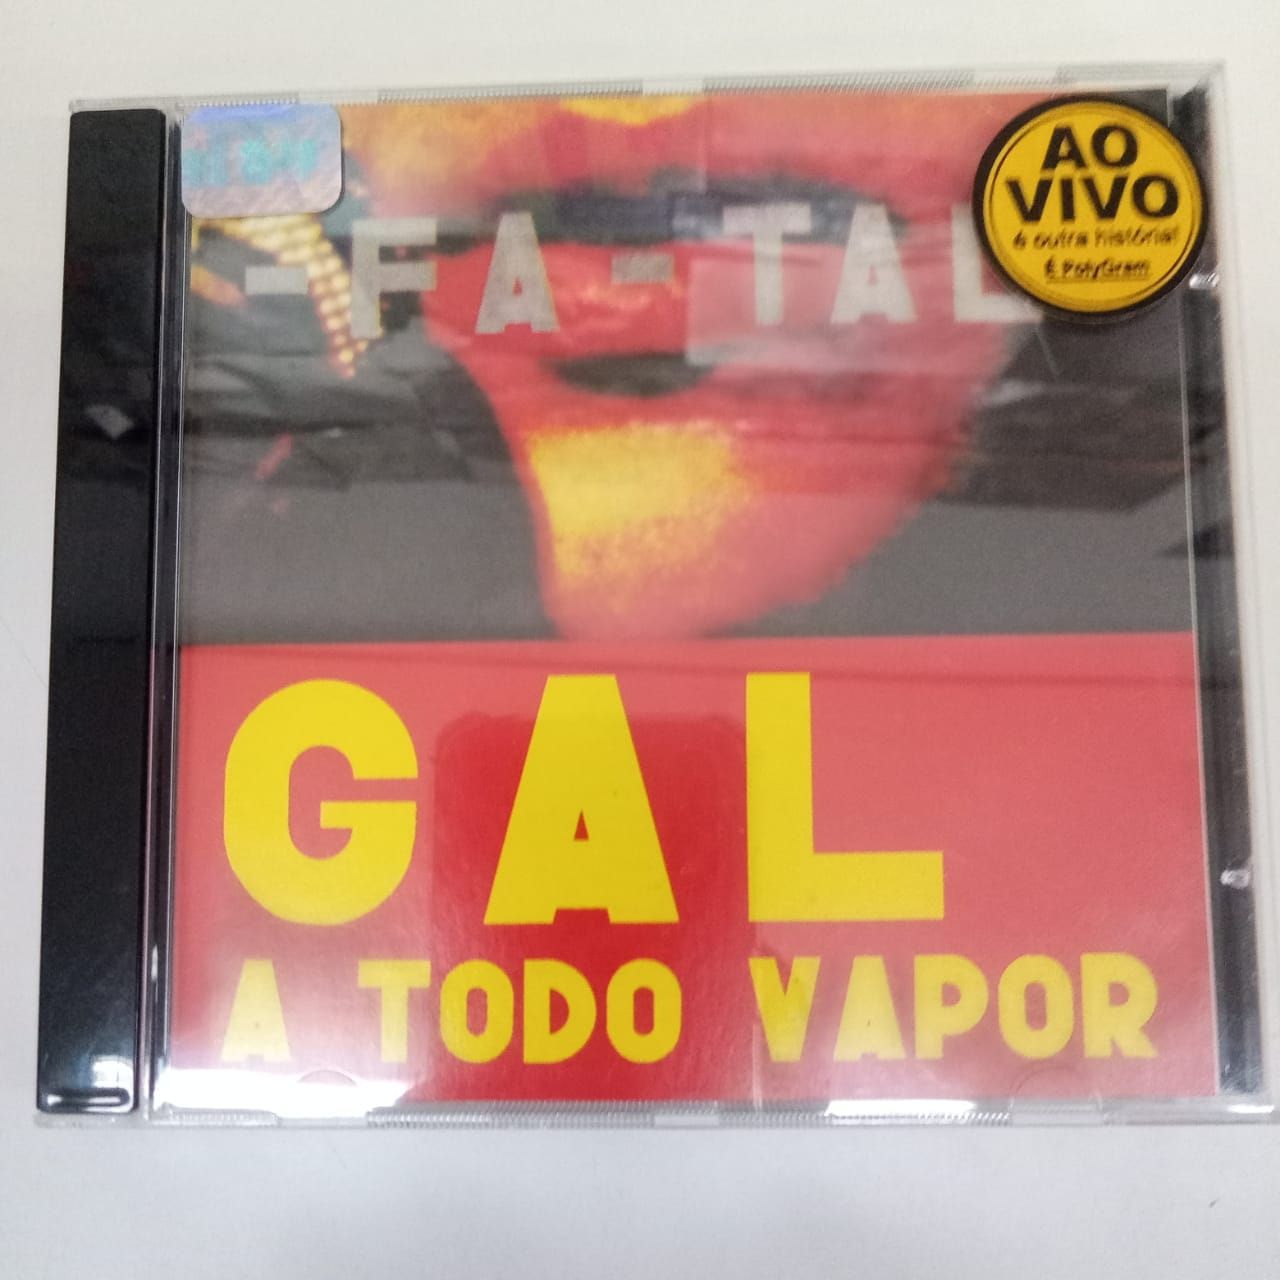 -FA-TAL
AO
VIVO
é outra história!
É PolyGram
GAL
A TODO VAPOR